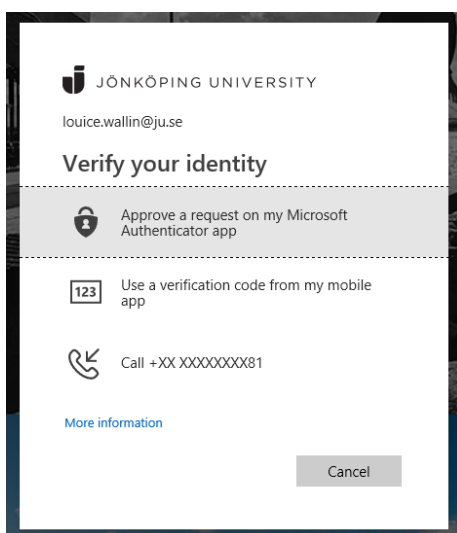 JÖNKÖPING UNIVERSITY
louice.wallin@ju.se
Verify your identity
Approve a request on my Microsoft
Authenticator app
123
Use a verification code from my mobile
app
Call +XX XXXXXXXX81
More information
Cancel